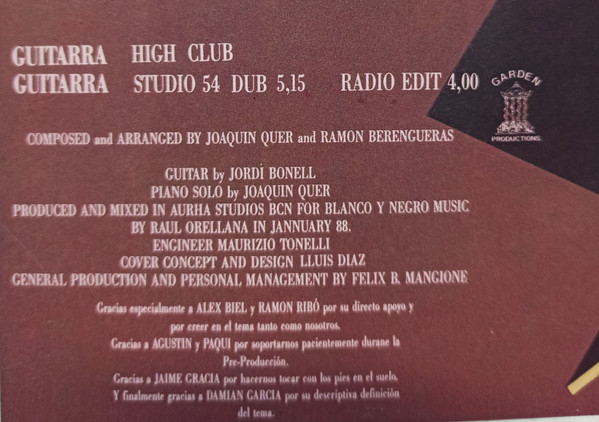 GUITARRA HIGH CLUB
GUITARRA STUDIO 54 DUB 5,15 RADIO EDIT 4,00
GARDEN
PRODUCTIONS.
COMPOSED and ARRANGED BY JOAQUIN QUER and RAMON BERENGUERAS
GUITAR by JORDÍ BONELL
PIANO SOLO by JOAQUIN QUER
PRODUCED AND MIXED IN AURHA STUDIOS BCN FOR BLANCO Y NEGRO MUSIC
BY RAUL ORELLANA IN JANNUARY 88.
ENGINEER MAURIZIO TONELLI
COVER CONCEPT AND DESIGN LLUIS DIAZ
GENERAL PRODUCTION AND PERSONAL MANAGEMENT BY FELIX B. MANGIONE
Gracias especialmente a ALEX BIEL y RAMON RIBÓ por su directo apoyo y
por creer en el tema tanto como nosotros.
Gracias a AGUSTIN y PAQUI por soportarnos pacientemente durane la
Pre-Producción.
Gracias a JAIME GRACIA por hacernos tocar con los pies en el suelo.
Y finalmente gracias a DAMIAN GARCIA por su descriptiva definición
del tema.